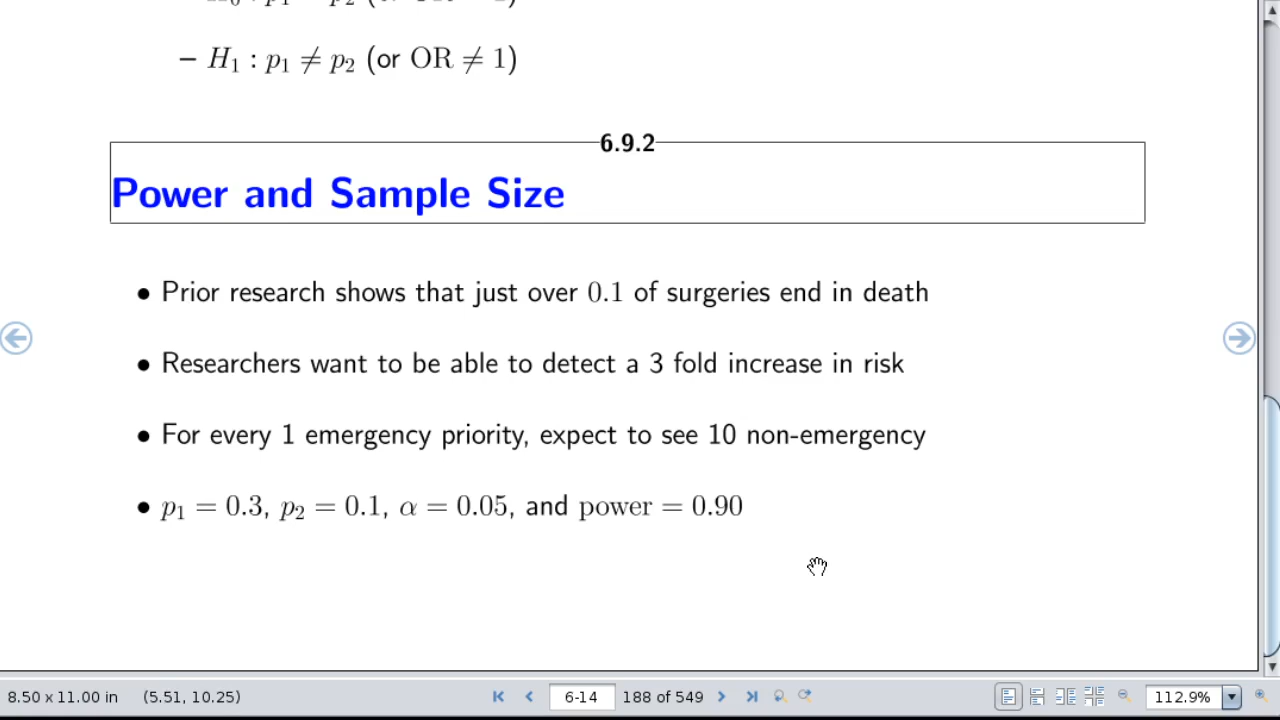 – H₁ : p₁ ≠ p₂ (or OR ≠ 1)
6.9.2
Power and Sample Size
• Prior research shows that just over 0.1 of surgeries end in death
• Researchers want to be able to detect a 3 fold increase in risk
• For every 1 emergency priority, expect to see 10 non-emergency
• p₁ = 0.3, p₂ = 0.1, α = 0.05, and power = 0.90
8.50 x 11.00 in (5.51, 10.25) 6-14 188 of 549 112.9%